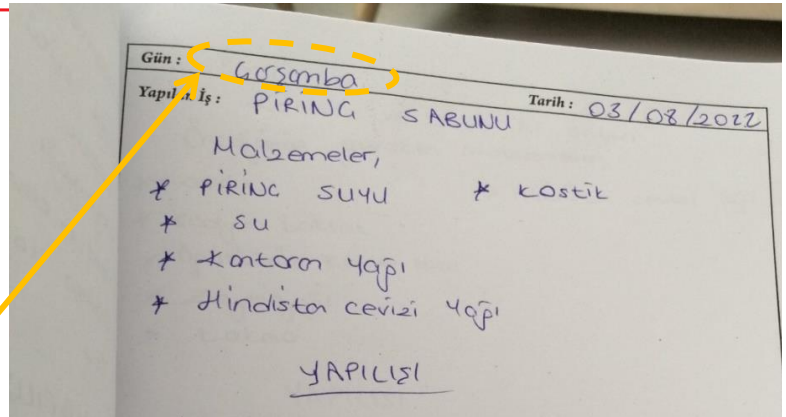 Gün : Çarşamba
Yapılan İş : PİRİNÇ SABUNU Tarih : 03/08/2022
Malzemeler,
* PİRİNC SUYU * KOstik
* SU
* Kantaron Yağı
* Hindistan cevizi Yağı
YAPILIŞI